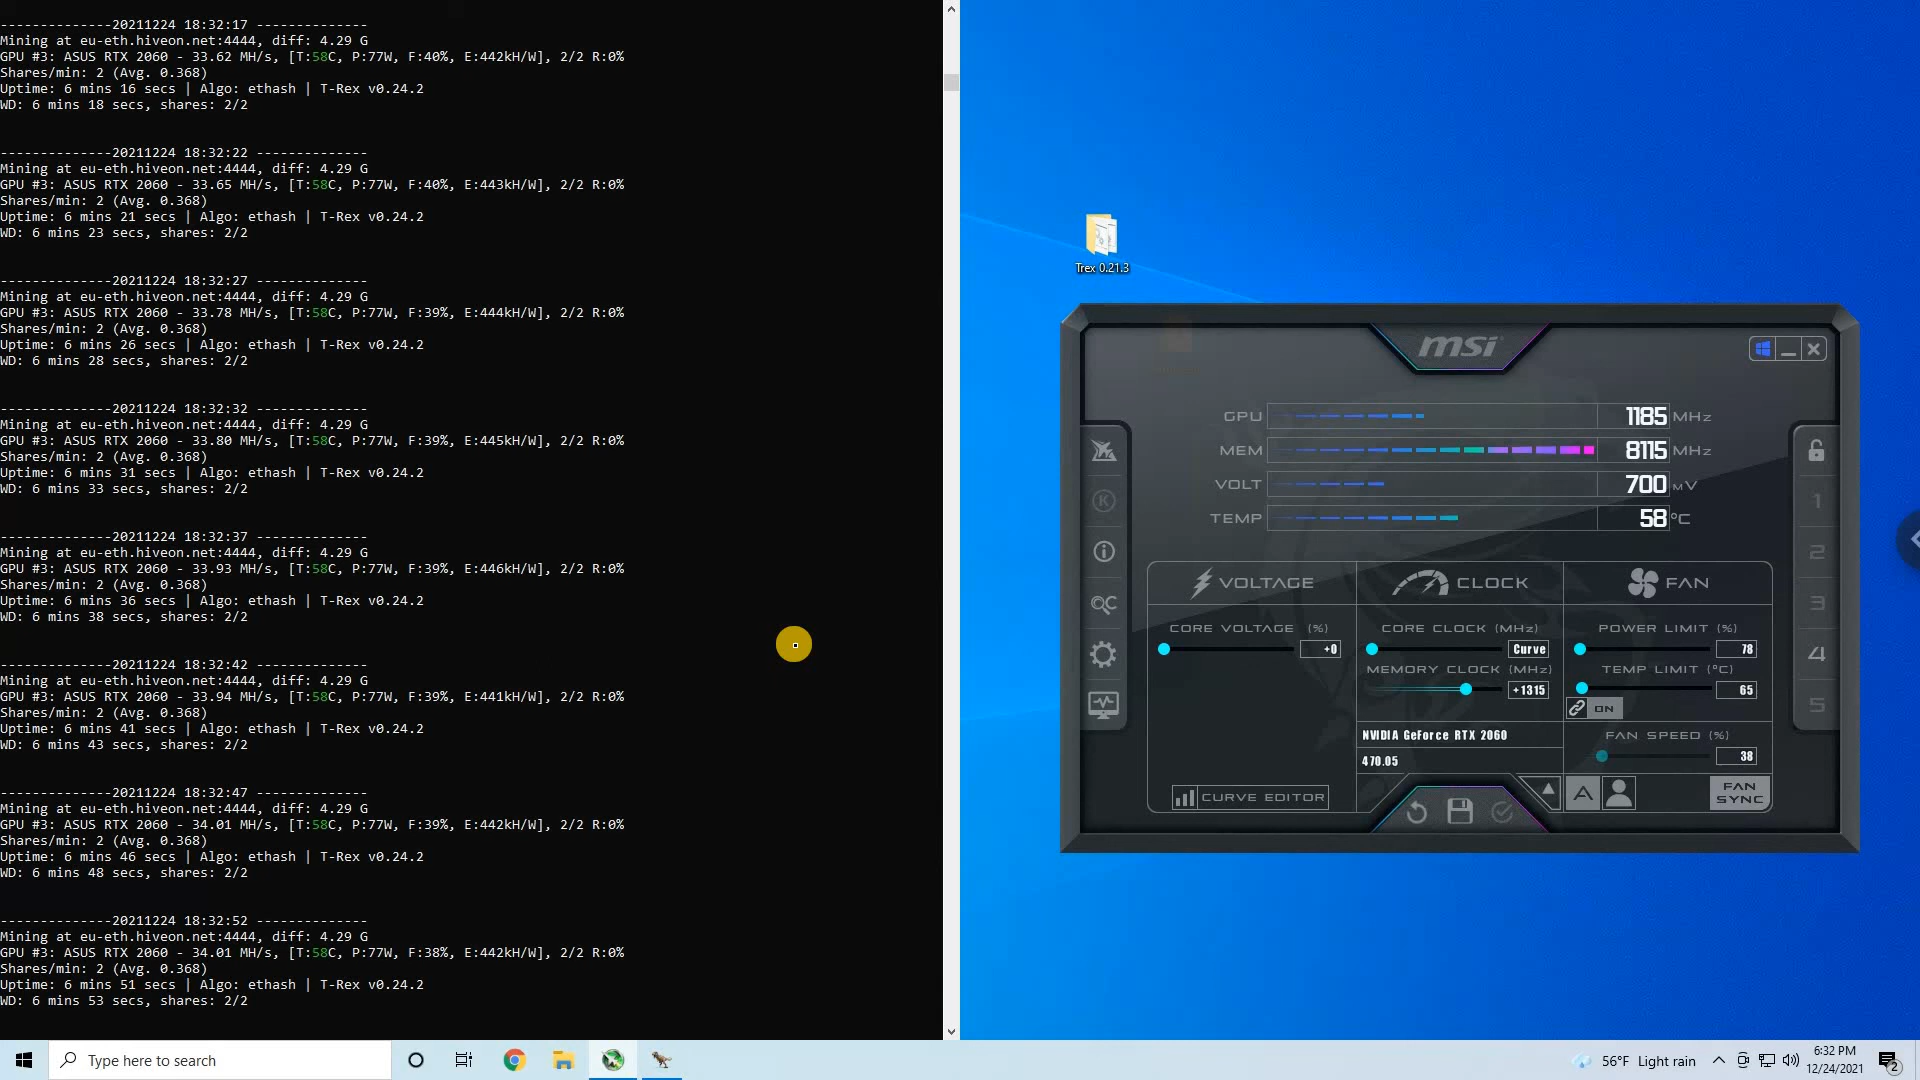 --------------20211224 18:32:17 --------------
Mining at eu-eth.hiveon.net:4444, diff: 4.29 G
GPU #3: ASUS RTX 2060 - 33.62 MH/s, [T:58C, P:77W, F:40%, E:442kH/W], 2/2 R:0%
Shares/min: 2 (Avg. 0.368)
Uptime: 6 mins 16 secs | Algo: ethash | T-Rex v0.24.2
WD: 6 mins 18 secs, shares: 2/2
--------------20211224 18:32:22 --------------
Mining at eu-eth.hiveon.net:4444, diff: 4.29 G
GPU #3: ASUS RTX 2060 - 33.65 MH/s, [T:58C, P:77W, F:40%, E:443kH/W], 2/2 R:0%
Shares/min: 2 (Avg. 0.368)
Uptime: 6 mins 21 secs | Algo: ethash | T-Rex v0.24.2
WD: 6 mins 23 secs, shares: 2/2
--------------20211224 18:32:27 --------------
Mining at eu-eth.hiveon.net:4444, diff: 4.29 G
GPU #3: ASUS RTX 2060 - 33.78 MH/s, [T:58C, P:77W, F:39%, E:444kH/W], 2/2 R:0%
Shares/min: 2 (Avg. 0.368)
Uptime: 6 mins 26 secs | Algo: ethash | T-Rex v0.24.2
WD: 6 mins 28 secs, shares: 2/2
--------------20211224 18:32:32 --------------
Mining at eu-eth.hiveon.net:4444, diff: 4.29 G
GPU #3: ASUS RTX 2060 - 33.80 MH/s, [T:58C, P:77W, F:39%, E:445kH/W], 2/2 R:0%
Shares/min: 2 (Avg. 0.368)
Uptime: 6 mins 31 secs | Algo: ethash | T-Rex v0.24.2
WD: 6 mins 33 secs, shares: 2/2
--------------20211224 18:32:37 --------------
Mining at eu-eth.hiveon.net:4444, diff: 4.29 G
GPU #3: ASUS RTX 2060 - 33.93 MH/s, [T:58C, P:77W, F:39%, E:446kH/W], 2/2 R:0%
Shares/min: 2 (Avg. 0.368)
Uptime: 6 mins 36 secs | Algo: ethash | T-Rex v0.24.2
WD: 6 mins 38 secs, shares: 2/2
--------------20211224 18:32:42 --------------
Mining at eu-eth.hiveon.net:4444, diff: 4.29 G
GPU #3: ASUS RTX 2060 - 33.94 MH/s, [T:58C, P:77W, F:39%, E:441kH/W], 2/2 R:0%
Shares/min: 2 (Avg. 0.368)
Uptime: 6 mins 41 secs | Algo: ethash | T-Rex v0.24.2
WD: 6 mins 43 secs, shares: 2/2
--------------20211224 18:32:47 --------------
Mining at eu-eth.hiveon.net:4444, diff: 4.29 G
GPU #3: ASUS RTX 2060 - 34.01 MH/s, [T:58C, P:77W, F:39%, E:442kH/W], 2/2 R:0%
Shares/min: 2 (Avg. 0.368)
Uptime: 6 mins 46 secs | Algo: ethash | T-Rex v0.24.2
WD: 6 mins 48 secs, shares: 2/2
--------------20211224 18:32:52 --------------
Mining at eu-eth.hiveon.net:4444, diff: 4.29 G
GPU #3: ASUS RTX 2060 - 34.01 MH/s, [T:58C, P:77W, F:38%, E:442kH/W], 2/2 R:0%
Shares/min: 2 (Avg. 0.368)
Uptime: 6 mins 51 secs | Algo: ethash | T-Rex v0.24.2
WD: 6 mins 53 secs, shares: 2/2
Trex 0.21.3
msi
GPU 1185 MHz
MEM 8115 MHz
VOLT 700 mV
TEMP 58 °C
K
OC
1
2
3
4
5
VOLTAGE
CORE VOLTAGE (%)
+0
CURVE EDITOR
CLOCK
CORE CLOCK (MHz)
Curve
MEMORY CLOCK (MHz)
+1315
NVIDIA GeForce RTX 2060
470.05
FAN
POWER LIMIT (%)
78
TEMP LIMIT (°C)
65
ON
FAN SPEED (%)
38
A
FAN SYNC
Type here to search
56°F Light rain
6:32 PM
12/24/2021
2